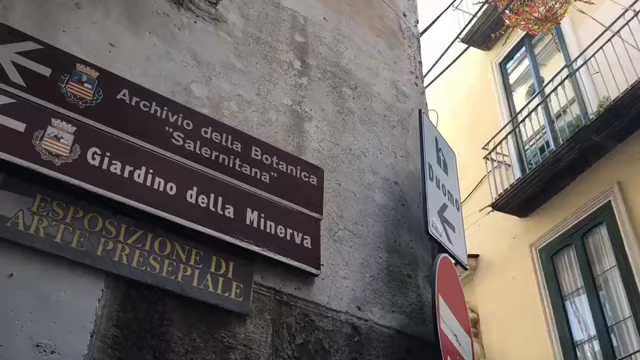 Archivio della Botanica
"Salernitana"
Giardino della Minerva
ESPOSIZIONE DI
ARTE PRESEPIALE
Duomo